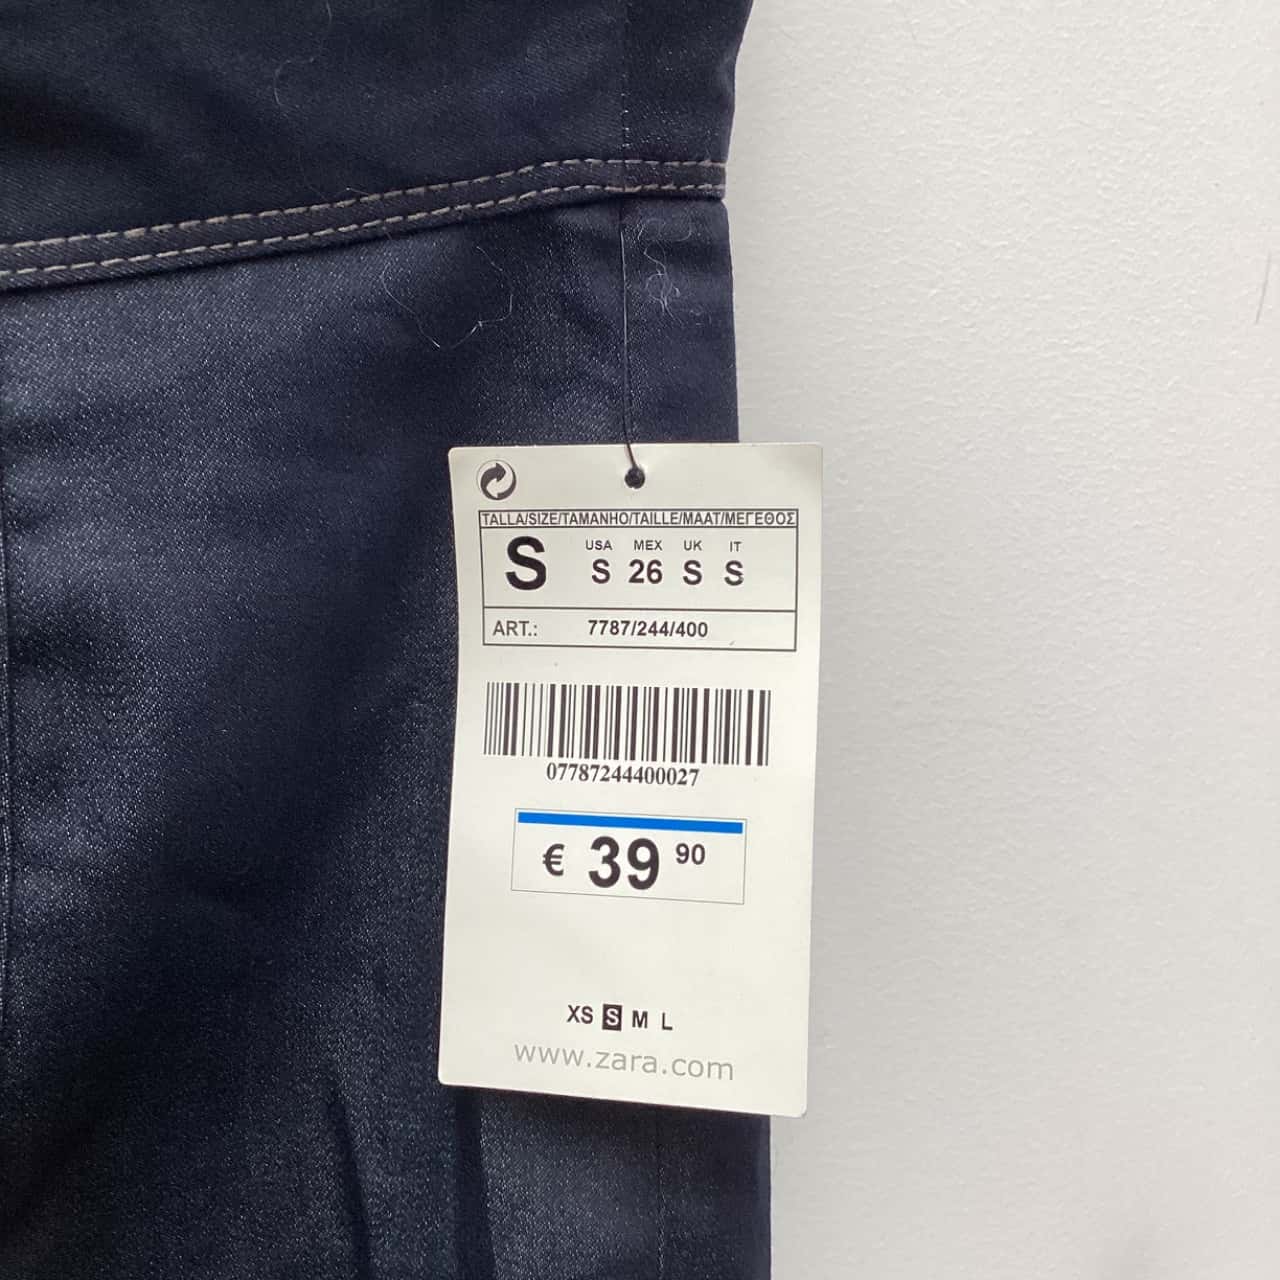 TALLA/SIZE/TAMANHO/TAILLE/MAAT/ΜΕΓΕΘΟΣ
USA MEX UK IT
S S 26 S S
ART.: 7787/244/400
07787244400027
€ 39 90
XS S M L
www.zara.com